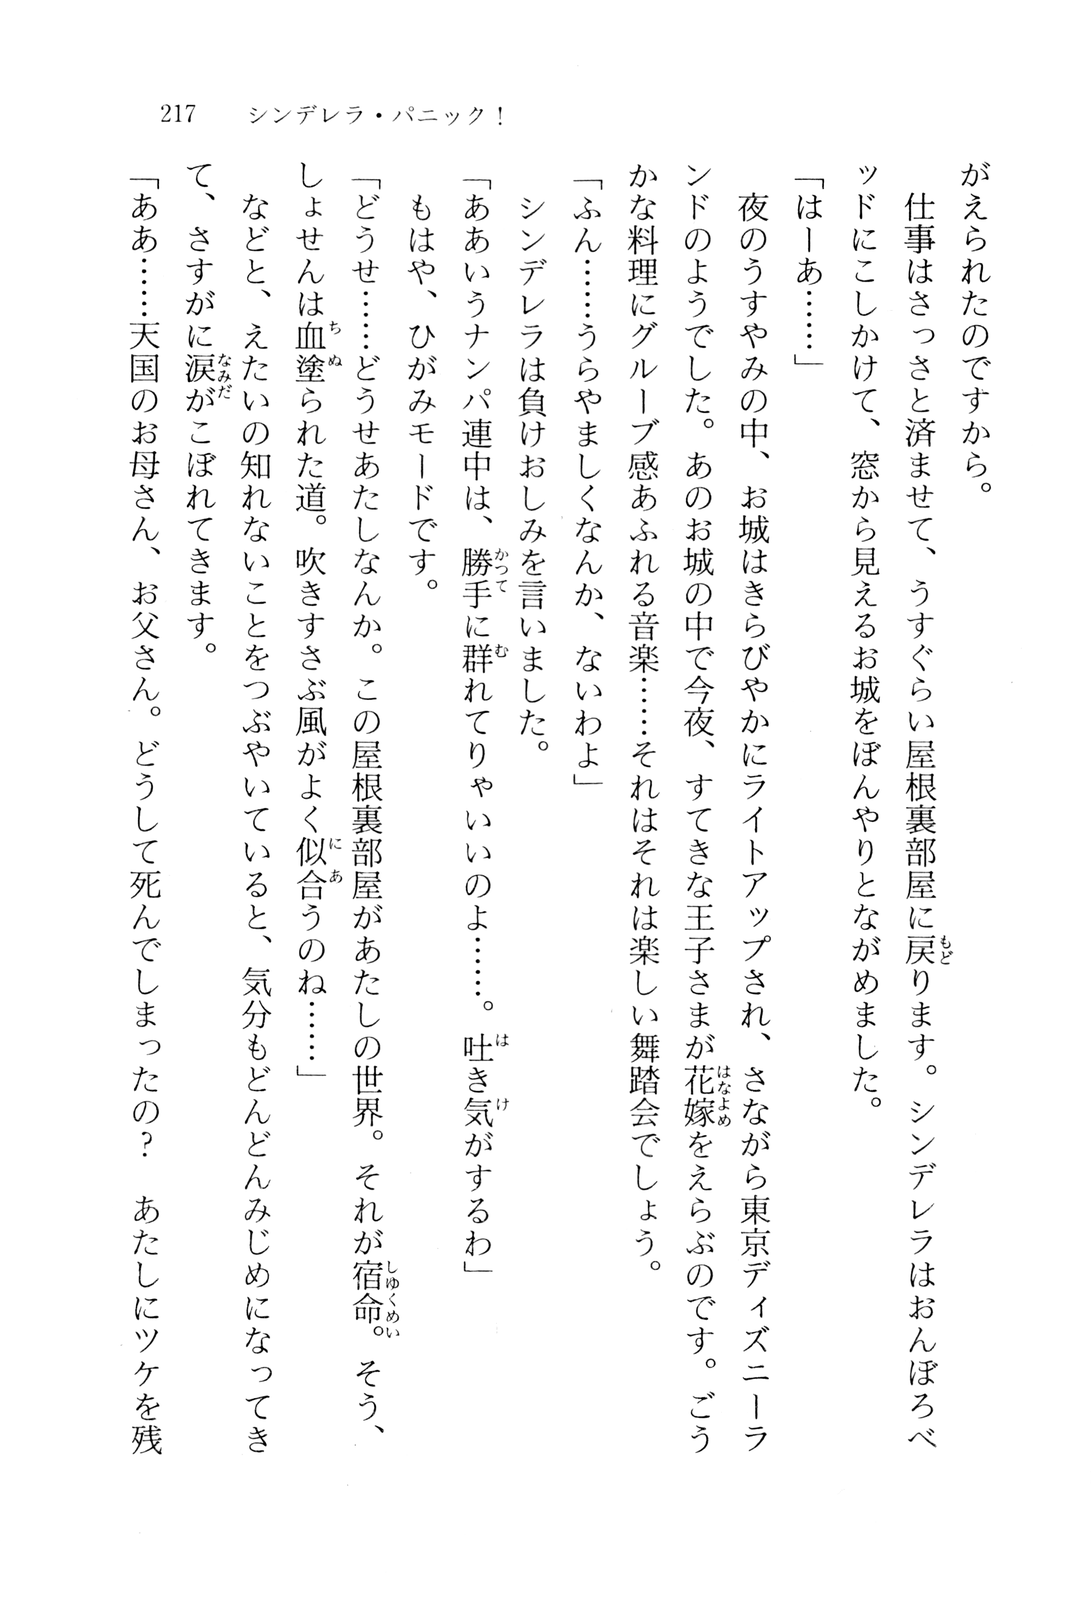 217 シンデレラ・パニック！
がえられたのですから。
　仕事はさっさと済ませて、うすぐらい屋根裏部屋に戻ります。シンデレラはおんぼろべ
ッドにこしかけて、窓から見えるお城をぼんやりとながめました。
「はーあ……」
　夜のうすやみの中、お城はきらびやかにライトアップされ、さながら東京ディズニーラ
ンドのようでした。あのお城の中で今夜、すてきな王子さまが花嫁をえらぶのです。ごう
かな料理にグルーブ感あふれる音楽……それはそれは楽しい舞踏会でしょう。
「ふん……うらやましくなんか、ないわよ」
　シンデレラは負けおしみを言いました。
「ああいうナンパ連中は、勝手に群れてりゃいいのよ……。吐き気がするわ」
　もはや、ひがみモードです。
「どうせ……どうせあたしなんか。この屋根裏部屋があたしの世界。それが宿命。そう、
しょせんは血塗られた道。吹きすさぶ風がよく似合うのね……」
　などと、えたいの知れないことをつぶやいていると、気分もどんどんみじめになってき
て、さすがに涙がこぼれてきます。
「ああ……天国のお母さん、お父さん。どうして死んでしまったの？　あたしにツケを残